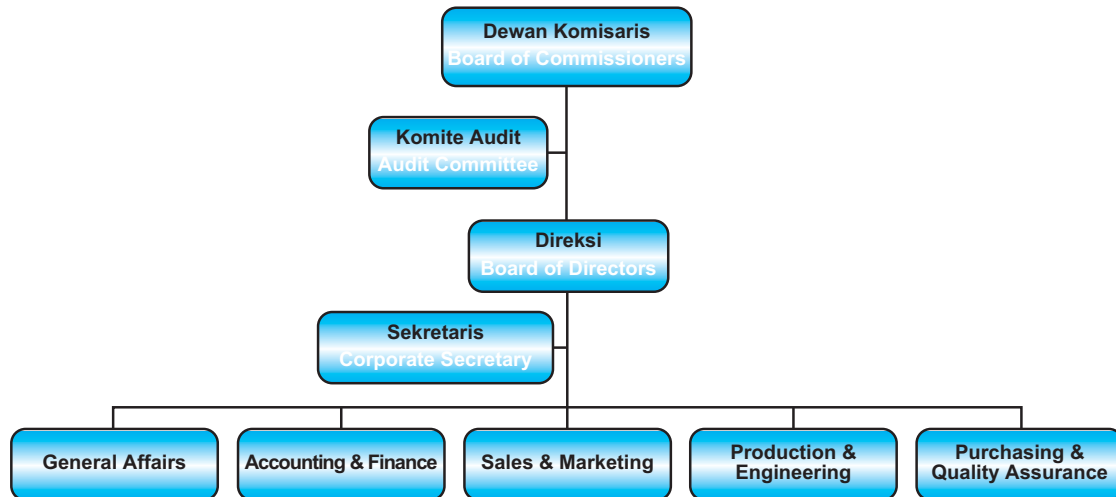 Dewan Komisaris
Board of Commissioners
Komite Audit
Audit Committee
Direksi
Board of Directors
Sekretaris
Corporate Secretary
General Affairs
Accounting & Finance
Sales & Marketing
Production &
Engineering
Purchasing &
Quality Assurance